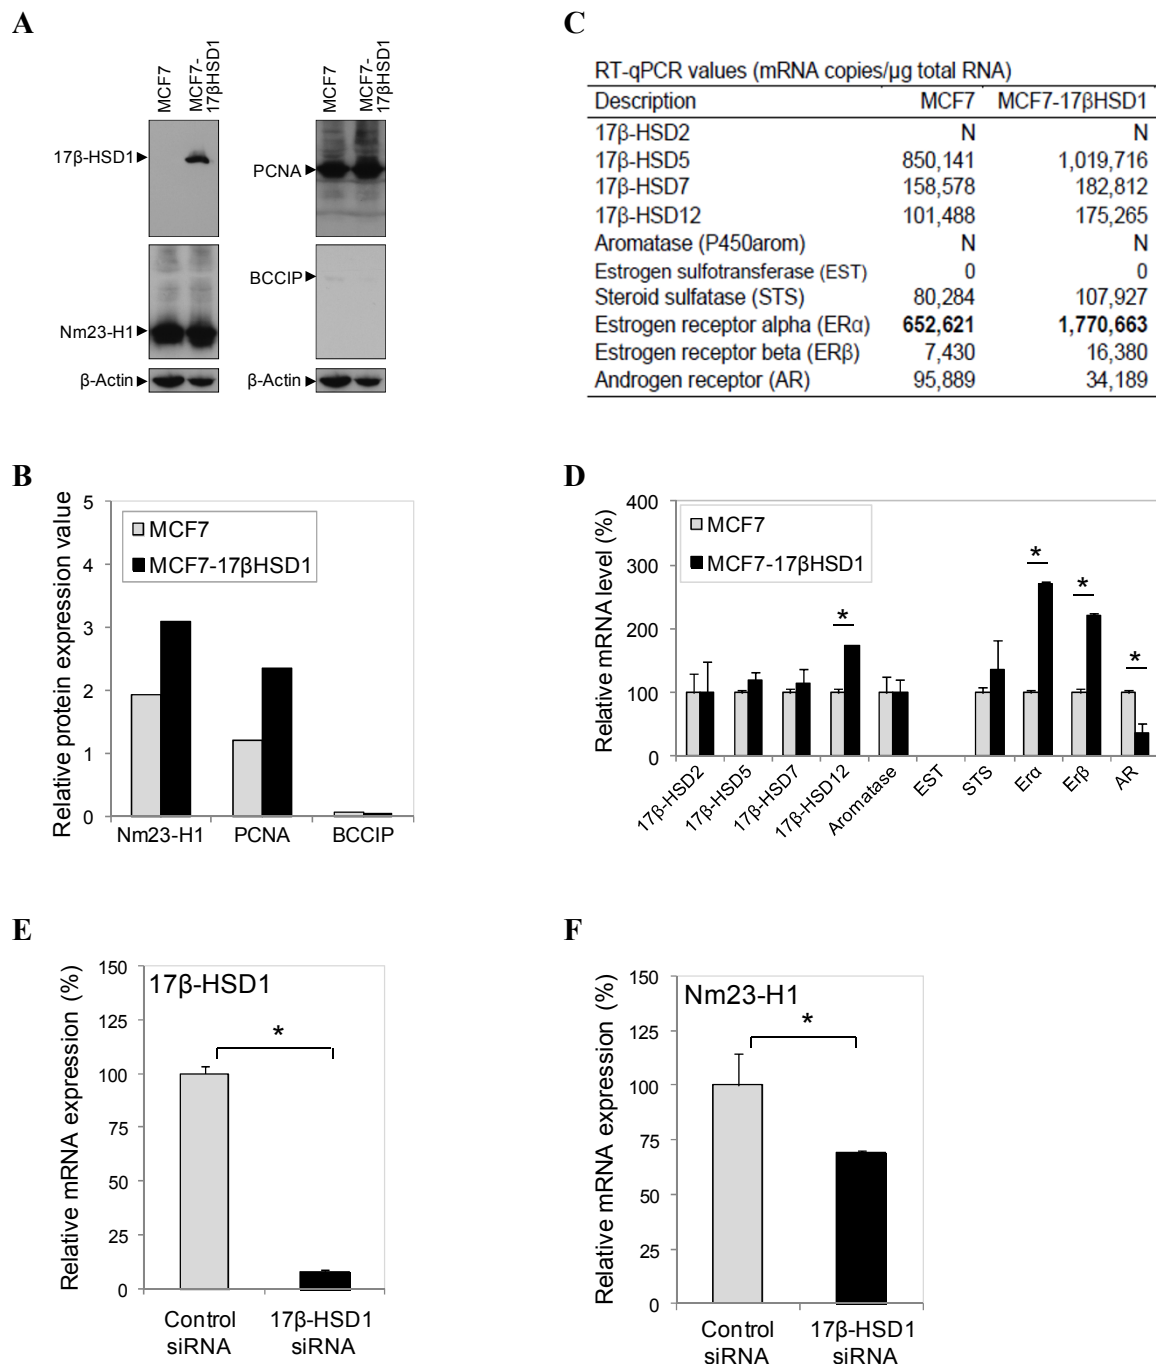 A
MCF7
MCF7-
17βHSD1
MCF7
MCF7-
17βHSD1
17β-HSD1
PCNA
Nm23-H1
BCCIP
β-Actin
β-Actin
C
RT-qPCR values (mRNA copies/µg total RNA)
Description MCF7 MCF7-17βHSD1
17β-HSD2 N N
17β-HSD5 850,141 1,019,716
17β-HSD7 158,578 182,812
17β-HSD12 101,488 175,265
Aromatase (P450arom) N N
Estrogen sulfotransferase (EST) 0 0
Steroid sulfatase (STS) 80,284 107,927
Estrogen receptor alpha (ERα) 652,621 1,770,663
Estrogen receptor beta (ERβ) 7,430 16,380
Androgen receptor (AR) 95,889 34,189
B
Relative protein expression value
5
4
3
2
1
0
MCF7
MCF7-17βHSD1
Nm23-H1 PCNA BCCIP
D
Relative mRNA level (%)
400
300
200
100
0
MCF7
MCF7-17βHSD1
*
*
*
*
17β-HSD2
17β-HSD5
17β-HSD7
17β-HSD12
Aromatase
EST
STS
Erα
Erβ
AR
E
Relative mRNA expression (%)
150
125
100
75
50
25
0
17β-HSD1
*
Control
siRNA
17β-HSD1
siRNA
F
Relative mRNA expression (%)
150
125
100
75
50
25
0
Nm23-H1
*
Control
siRNA
17β-HSD1
siRNA